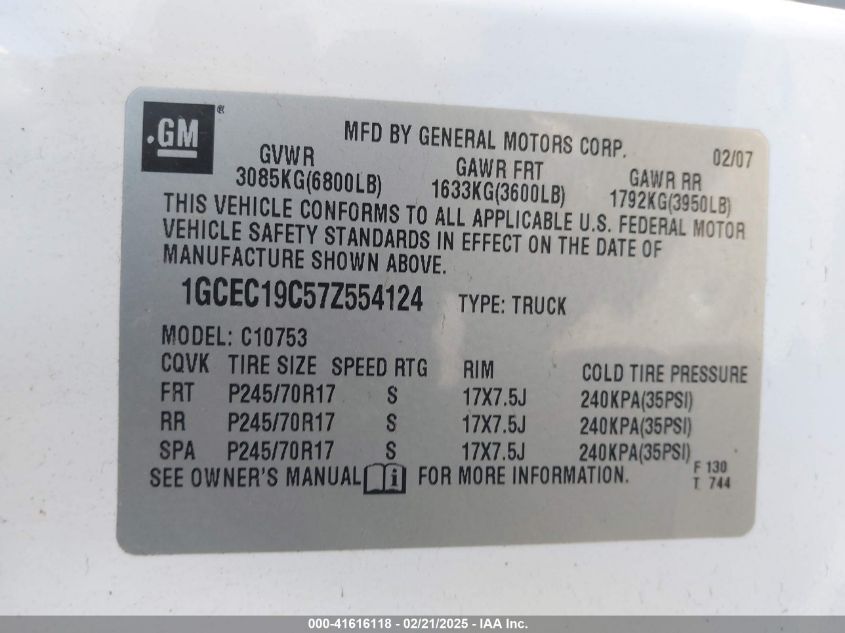 GM®
MFD BY GENERAL MOTORS CORP. 02/07
GVWR GAWR FRT GAWR RR
3085KG(6800LB) 1633KG(3600LB) 1792KG(3950LB)
THIS VEHICLE CONFORMS TO ALL APPLICABLE U.S. FEDERAL MOTOR
VEHICLE SAFETY STANDARDS IN EFFECT ON THE DATE OF
MANUFACTURE SHOWN ABOVE.
1GCEC19C57Z554124 TYPE: TRUCK
MODEL: C10753
CQVK TIRE SIZE SPEED RTG RIM COLD TIRE PRESSURE
FRT P245/70R17 S 17X7.5J 240KPA(35PSI)
RR P245/70R17 S 17X7.5J 240KPA(35PSI)
SPA P245/70R17 S 17X7.5J 240KPA(35PSI)
SEE OWNER'S MANUAL i FOR MORE INFORMATION.
F 130
T 744
000-41616118 - 02/21/2025 - IAA Inc.